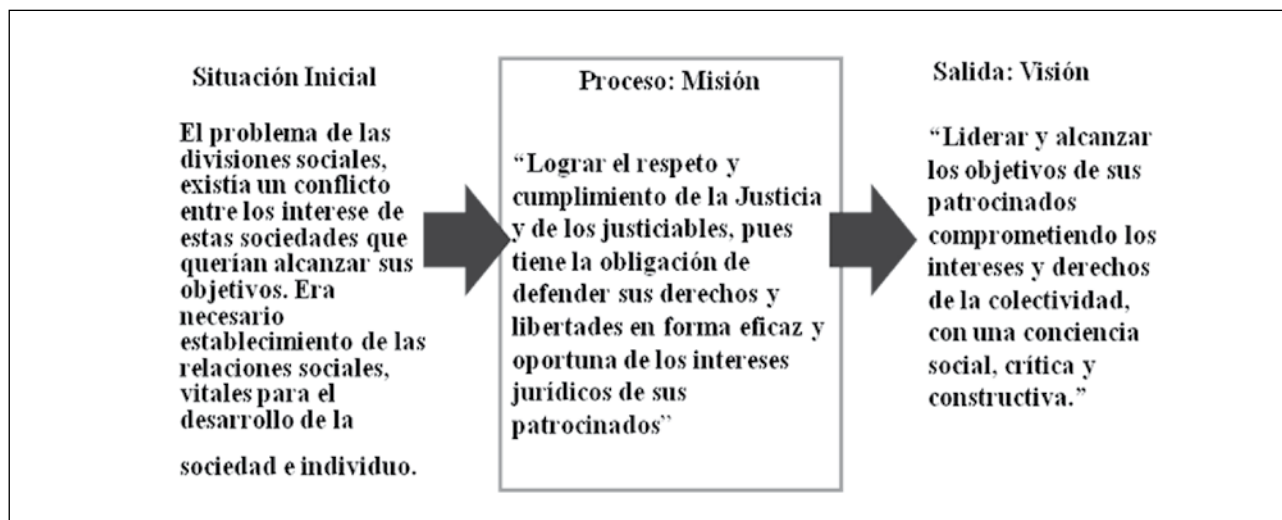 Situación Inicial
El problema de las
divisiones sociales,
existía un conflicto
entre los interese de
estas sociedades que
querían alcanzar sus
objetivos. Era
necesario
establecimiento de las
relaciones sociales,
vitales para el
desarrollo de la
sociedad e individuo.
Proceso: Misión
“Lograr el respeto y
cumplimiento de la Justicia
y de los justiciables, pues
tiene la obligación de
defender sus derechos y
libertades en forma eficaz y
oportuna de los intereses
jurídicos de sus
patrocinados”
Salida: Visión
“Liderar y alcanzar
los objetivos de sus
patrocinados
comprometiendo los
intereses y derechos
de la colectividad,
con una conciencia
social, crítica y
constructiva.”